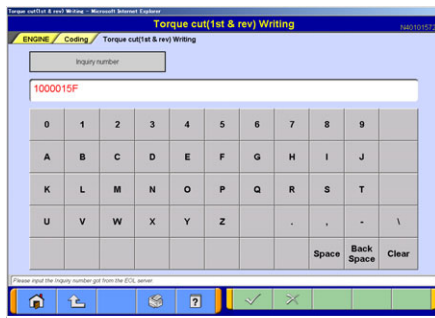 Torque cut(1st & rev) Writing - Microsoft Internet Explorer
Torque cut(1st & rev) Writing
N40101573
ENGINE Coding Torque cut(1st & rev) Writing
Inquiry number
1000015F
0 1 2 3 4 5 6 7 8 9
A B C D E F G H I J
K L M N O P Q R S T
U V W X Y Z . , - \
Space Back Space Clear
Please input the Inquiry number got from the EOL server.
?